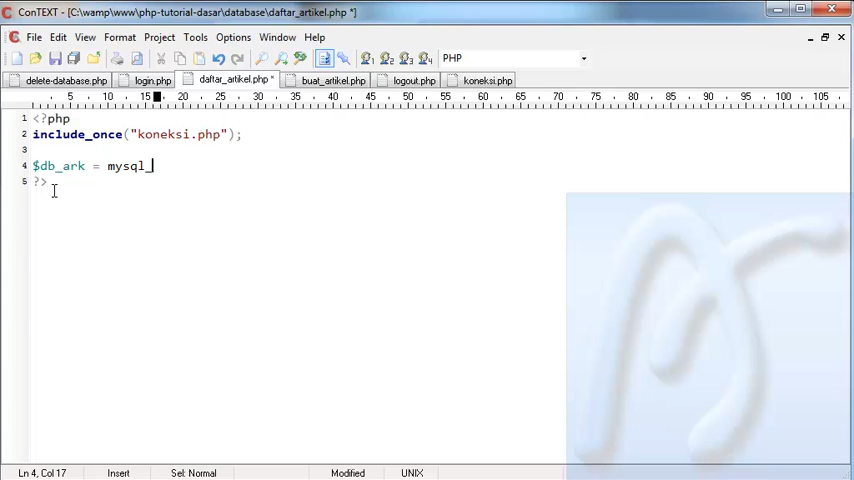 ConTEXT - [C:\wamp\www\php-tutorial-dasar\database\daftar_artikel.php *]
File Edit View Format Project Tools Options Window Help
PHP
delete-database.php login.php daftar_artikel.php * buat_artikel.php logout.php koneksi.php
5 10 15 20 25 30 35 40 45 50 55 60 65 70 75 80 85 90 95 100 105
1 <?php
2 include_once("koneksi.php");
3
4 $db_ark = mysql_
5 ?>
Ln 4, Col 17 Insert Sel: Normal Modified UNIX